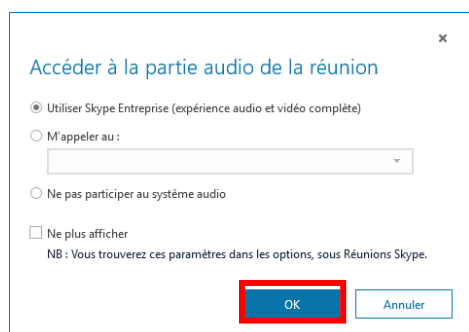 Accéder à la partie audio de la réunion
Utiliser Skype Entreprise (expérience audio et vidéo complète)
M'appeler au :
Ne pas participer au système audio
Ne plus afficher
NB : Vous trouverez ces paramètres dans les options, sous Réunions Skype.
OK
Annuler